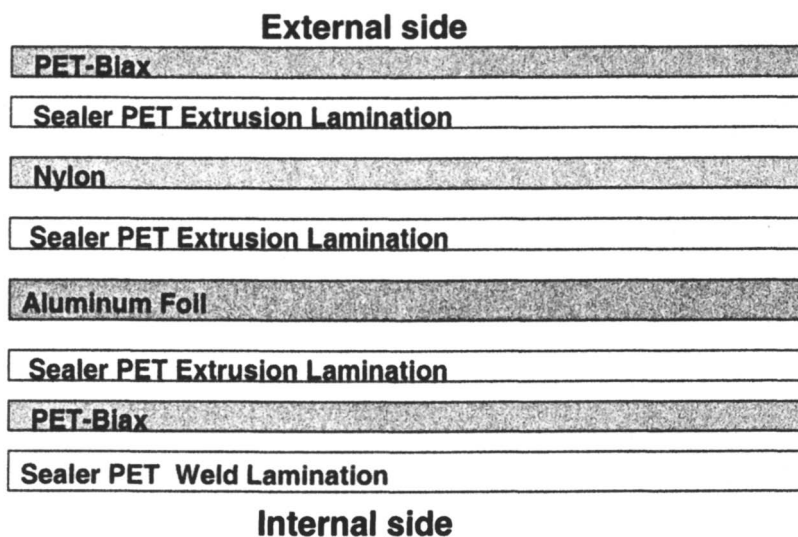 External side
PET-Biax
Sealer PET Extrusion Lamination
Nylon
Sealer PET Extrusion Lamination
Aluminum Foil
Sealer PET Extrusion Lamination
PET-Biax
Sealer PET Weld Lamination
Internal side